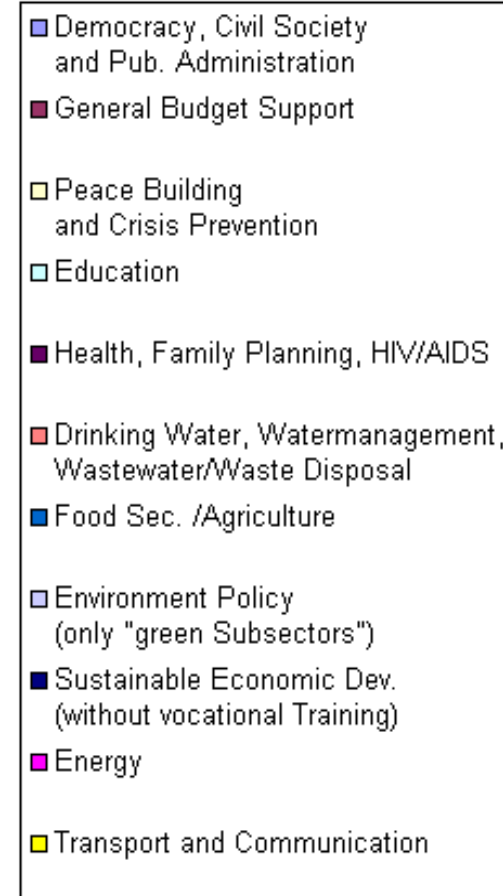 Democracy, Civil Society
and Pub. Administration
General Budget Support
Peace Building
and Crisis Prevention
Education
Health, Family Planning, HIV/AIDS
Drinking Water, Watermanagement,
Wastewater/Waste Disposal
Food Sec. /Agriculture
Environment Policy
(only "green Subsectors")
Sustainable Economic Dev.
(without vocational Training)
Energy
Transport and Communication